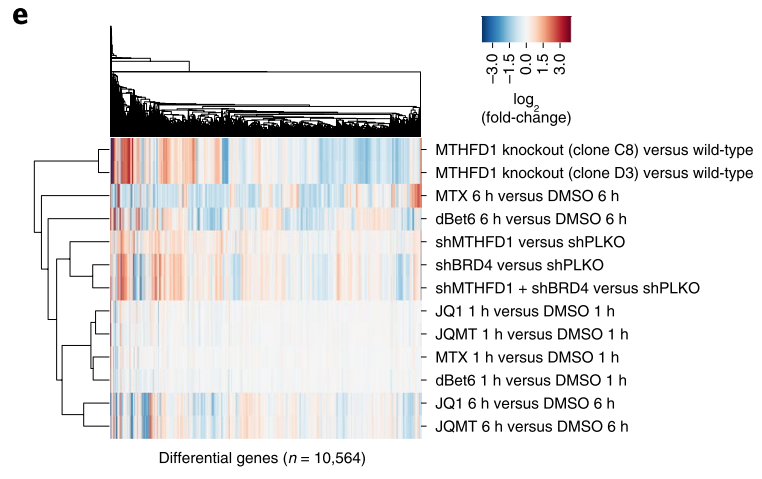 e
−3.0 −1.5 0.0 1.5 3.0
log2
(fold-change)
MTHFD1 knockout (clone C8) versus wild-type
MTHFD1 knockout (clone D3) versus wild-type
MTX 6 h versus DMSO 6 h
dBet6 6 h versus DMSO 6 h
shMTHFD1 versus shPLKO
shBRD4 versus shPLKO
shMTHFD1 + shBRD4 versus shPLKO
JQ1 1 h versus DMSO 1 h
JQMT 1 h versus DMSO 1 h
MTX 1 h versus DMSO 1 h
dBet6 1 h versus DMSO 1 h
JQ1 6 h versus DMSO 6 h
JQMT 6 h versus DMSO 6 h
Differential genes (n = 10,564)